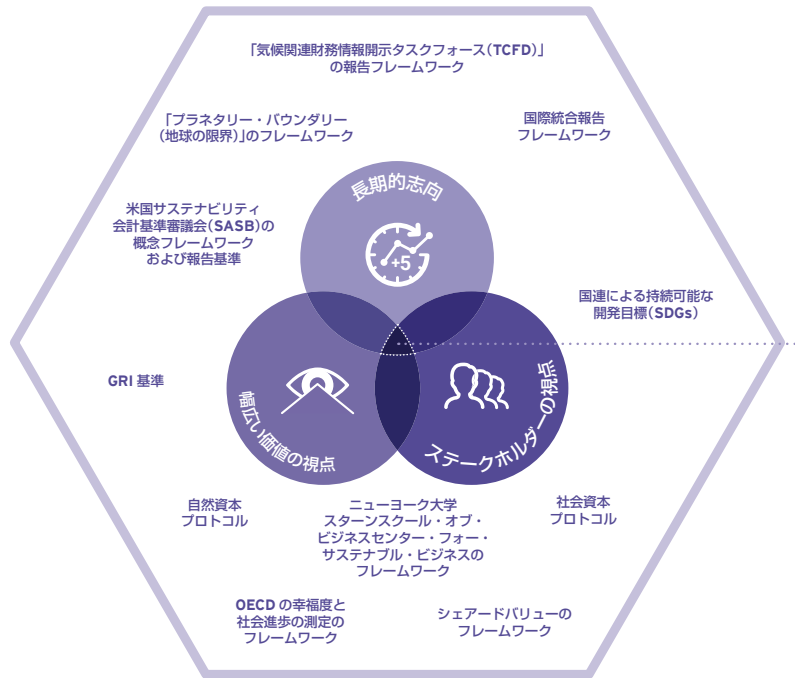 「気候関連財務情報開示タスクフォース(TCFD)」
の報告フレームワーク
「プラネタリー・バウンダリー
(地球の限界)」のフレームワーク
国際統合報告
フレームワーク
長期的志向
米国サステナビリティ
会計基準審議会(SASB)の
概念フレームワーク
および報告基準
+5
国連による持続可能な
開発目標(SDGs)
GRI 基準
幅広い価値の視点
ステークホルダーの視点
自然資本
プロトコル
ニューヨーク大学
スターンスクール・オブ・
ビジネスセンター・フォー・
サステナブル・ビジネスの
フレームワーク
社会資本
プロトコル
OECD の幸福度と
社会進歩の測定の
フレームワーク
シェアードバリューの
フレームワーク